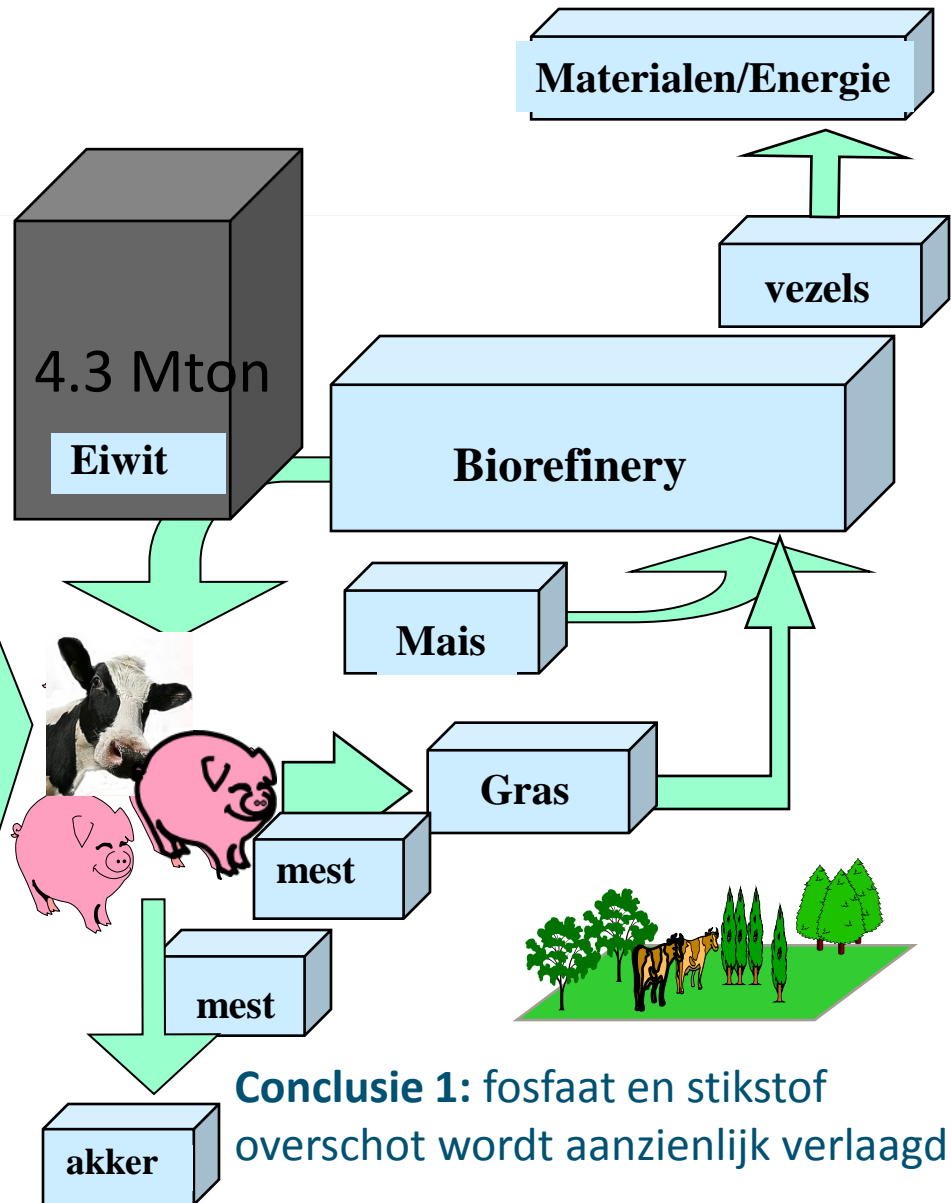 Materialen/Energie
vezels
4.3 Mton
Eiwit
Biorefinery
Mais
Gras
mest
mest
akker
Conclusie 1: fosfaat en stikstof
overschot wordt aanzienlijk verlaagd